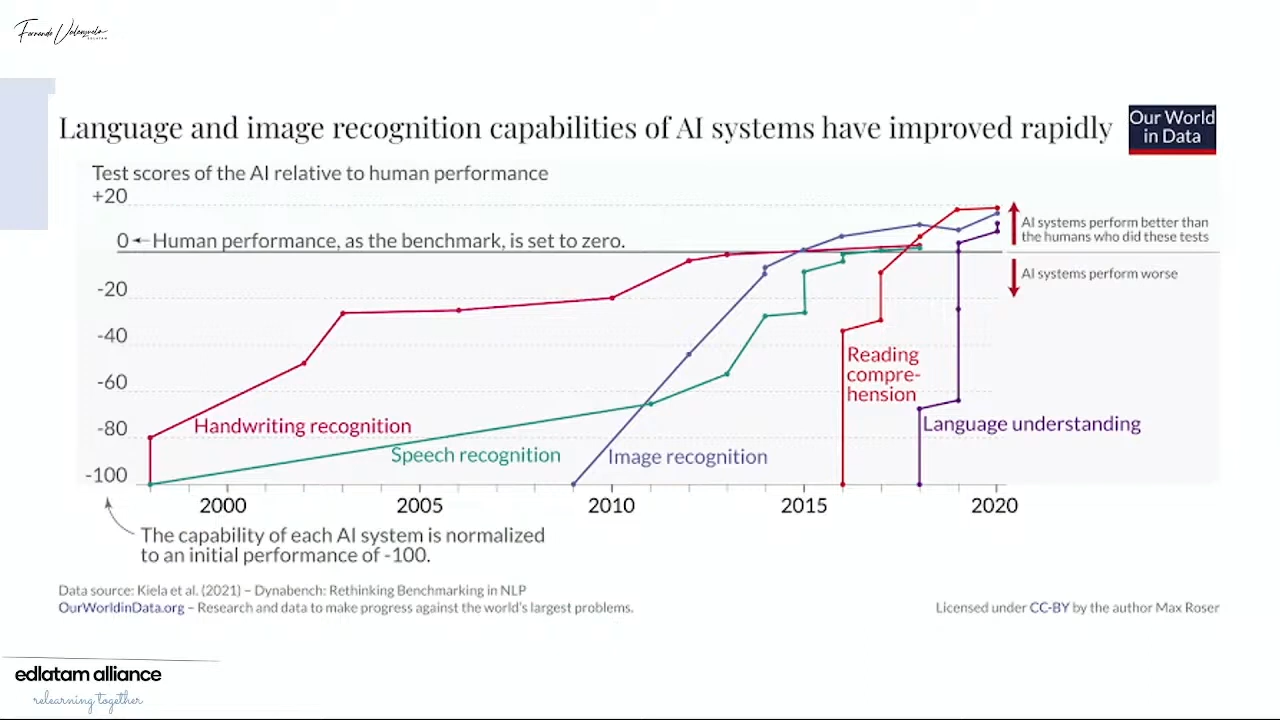 Fernando Valenzuela
Language and image recognition capabilities of AI systems have improved rapidly
Our World
in Data
Test scores of the AI relative to human performance
+20
0 Human performance, as the benchmark, is set to zero.
AI systems perform better than
the humans who did these tests
AI systems perform worse
-20
-40
Reading
compre-
hension
-60
-80
Handwriting recognition
Language understanding
Speech recognition
Image recognition
-100
2000
2005
2010
2015
2020
The capability of each AI system is normalized
to an initial performance of -100.
Data source: Kiela et al. (2021) – Dynabench: Rethinking Benchmarking in NLP
OurWorldinData.org – Research and data to make progress against the world's largest problems.
Licensed under CC-BY by the author Max Roser
edlatam alliance
relearning together